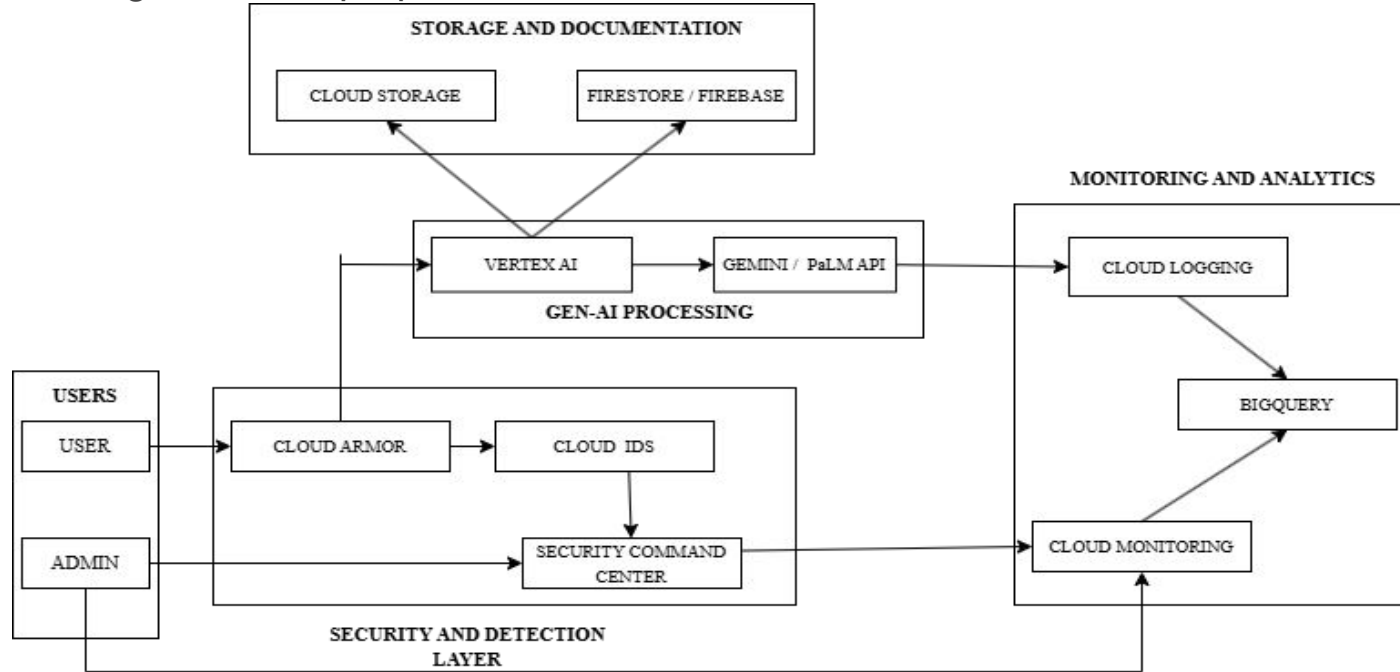 STORAGE AND DOCUMENTATION
CLOUD STORAGE
FIRESTORE / FIREBASE
MONITORING AND ANALYTICS
VERTEX AI
GEMINI / PaLM API
CLOUD LOGGING
GEN-AI PROCESSING
USERS
BIGQUERY
USER
CLOUD ARMOR
CLOUD IDS
ADMIN
SECURITY COMMAND
CENTER
CLOUD MONITORING
SECURITY AND DETECTION
LAYER